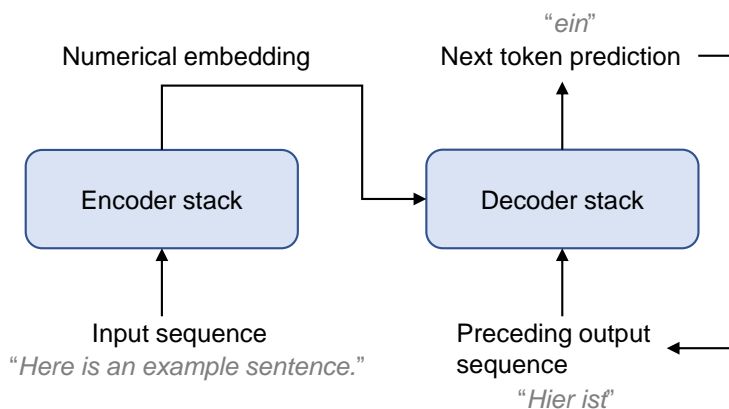 “ein”
Numerical embedding
Next token prediction
Encoder stack
Decoder stack
Input sequence
“Here is an example sentence.”
Preceding output
sequence
“Hier ist”